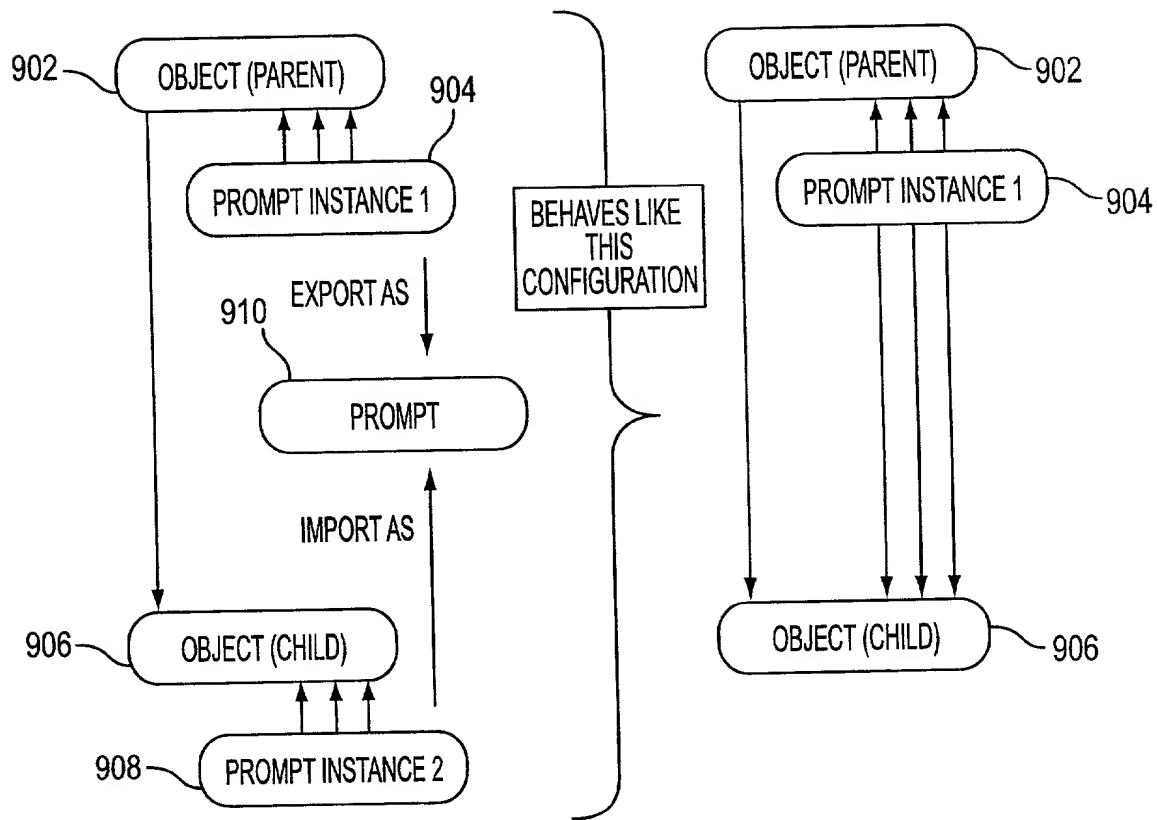 902
OBJECT (PARENT)
904
PROMPT INSTANCE 1
EXPORT AS
910
PROMPT
IMPORT AS
906
OBJECT (CHILD)
908
PROMPT INSTANCE 2
BEHAVES LIKE
THIS
CONFIGURATION
OBJECT (PARENT)
902
PROMPT INSTANCE 1
904
OBJECT (CHILD)
906